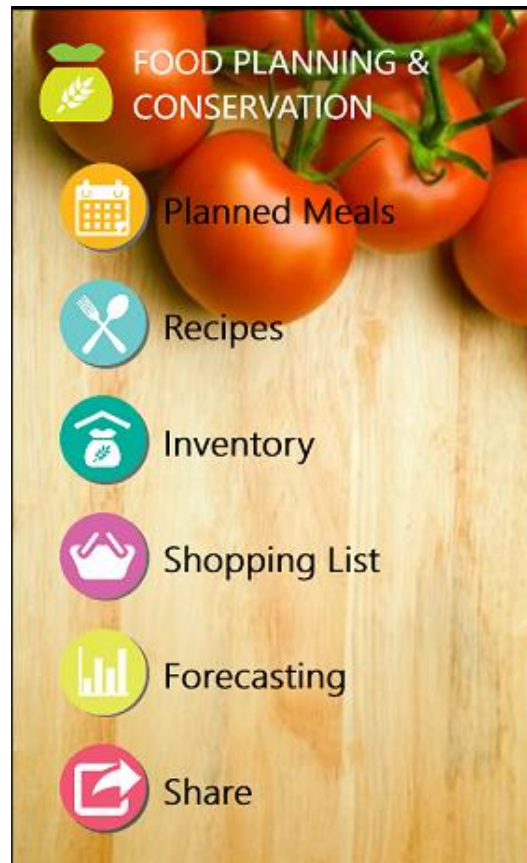 FOOD PLANNING &
CONSERVATION
Planned Meals
Recipes
Inventory
Shopping List
Forecasting
Share